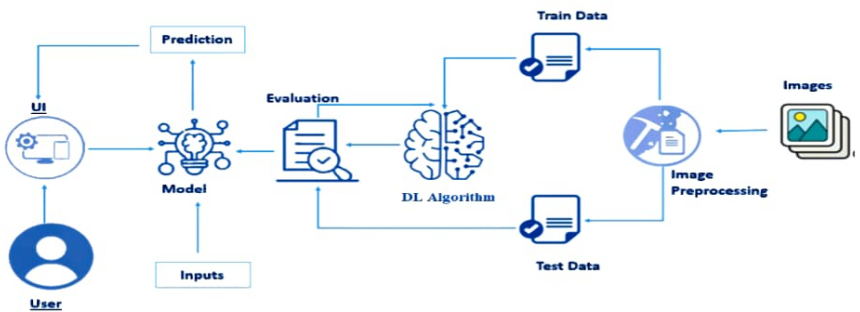 Train Data
Prediction
Images
Evaluation
UI
Model
DL Algorithm
Image
Preprocessing
Inputs
Test Data
User